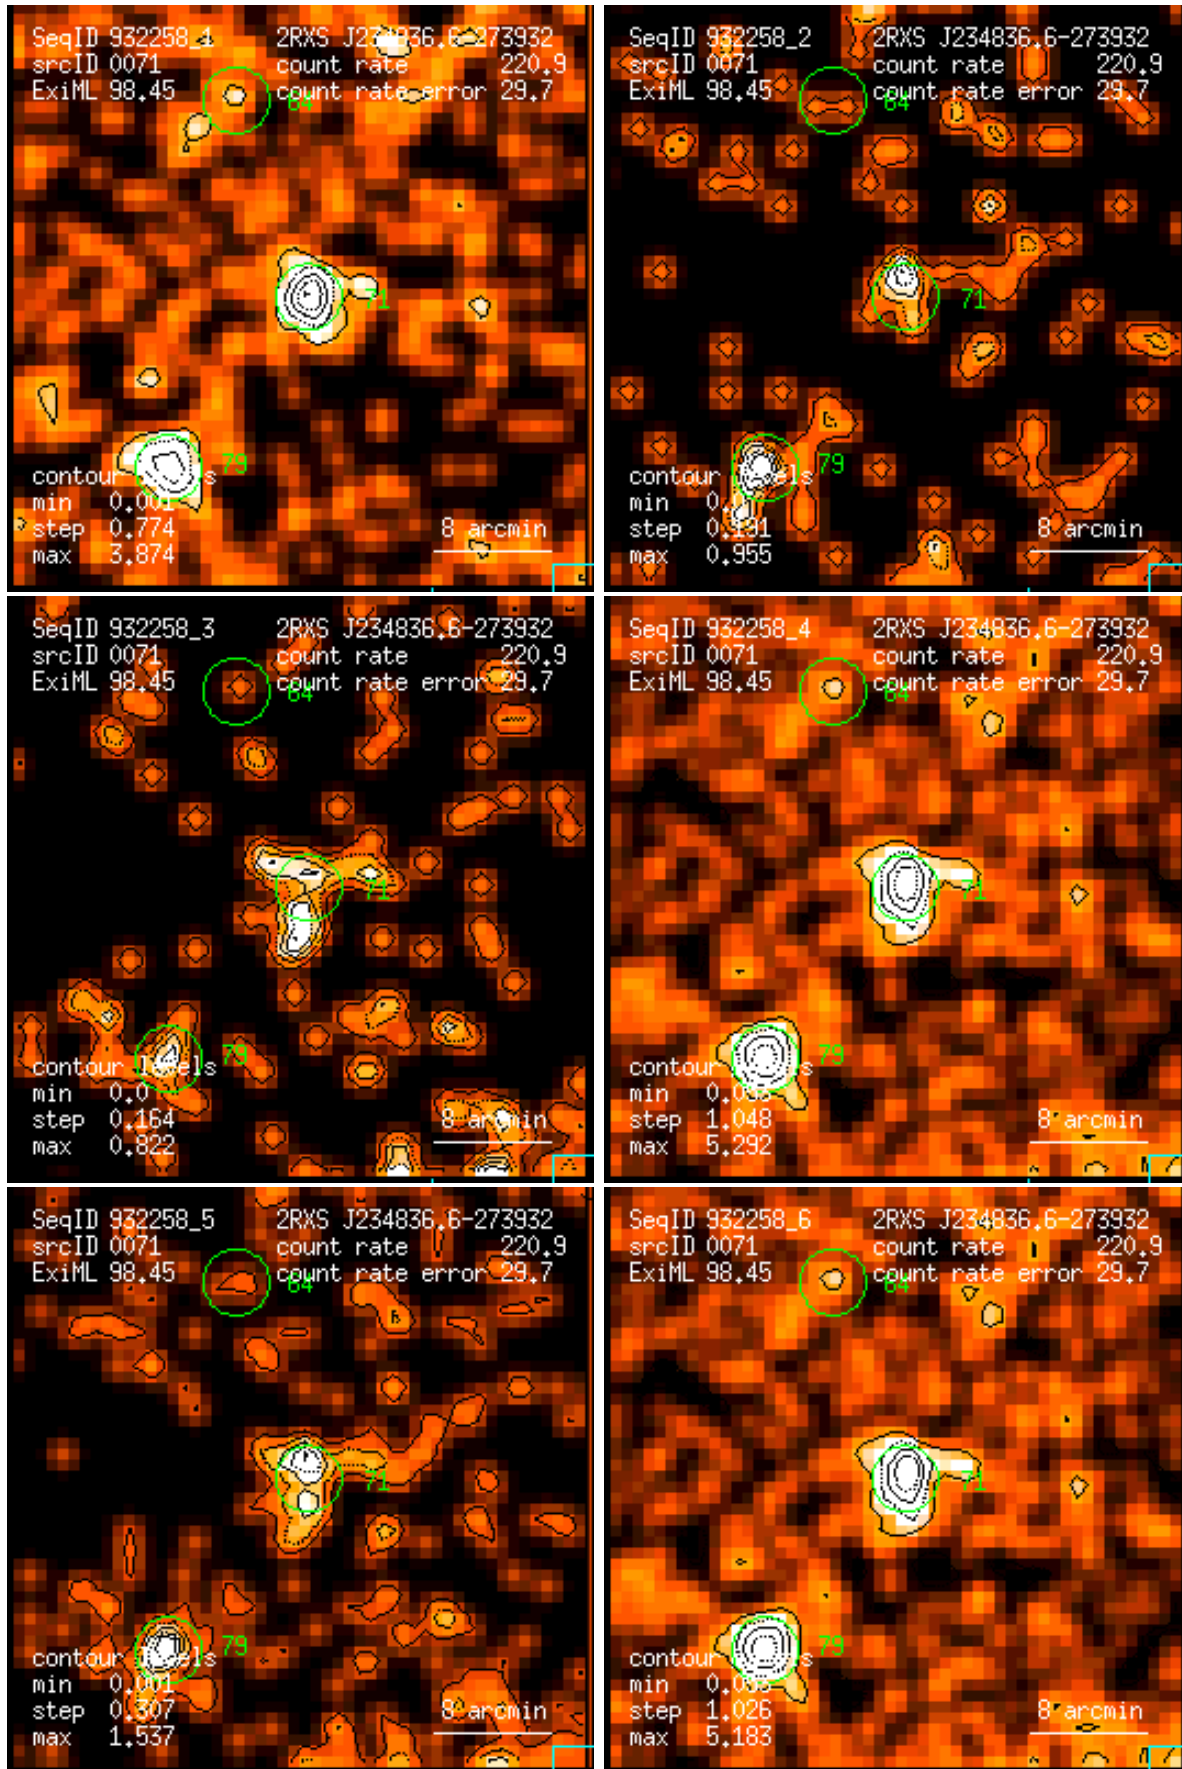 SeqID 932258_1 2RXS J234836.6-273932
srcID 0071 count rate 220.9
ExiML 98.45 count rate error 29.7
64
71
79
contour levels
min 0.001
step 0.774 8 arcmin
max 3.874
SeqID 932258_2 2RXS J234836.6-273932
srcID 0071 count rate 220.9
ExiML 98.45 count rate error 29.7
64
71
79
contour levels
min 0.0
step 0.191 8 arcmin
max 0.955
SeqID 932258_3 2RXS J234836.6-273932
srcID 0071 count rate 220.9
ExiML 98.45 count rate error 29.7
64
71
79
contour levels
min 0.0
step 0.164 8 arcmin
max 0.822
SeqID 932258_4 2RXS J234836.6-273932
srcID 0071 count rate 220.9
ExiML 98.45 count rate error 29.7
64
71
79
contour levels
min
step 1.048 8 arcmin
max 5.292
SeqID 932258_5 2RXS J234836.6-273932
srcID 0071 count rate 220.9
ExiML 98.45 count rate error 29.7
64
71
79
contour levels
min 0.001
step 0.307 8 arcmin
max 1.537
SeqID 932258_6 2RXS J234836.6-273932
srcID 0071 count rate 220.9
ExiML 98.45 count rate error 29.7
64
71
79
contour levels
min
step 1.026 8 arcmin
max 5.183